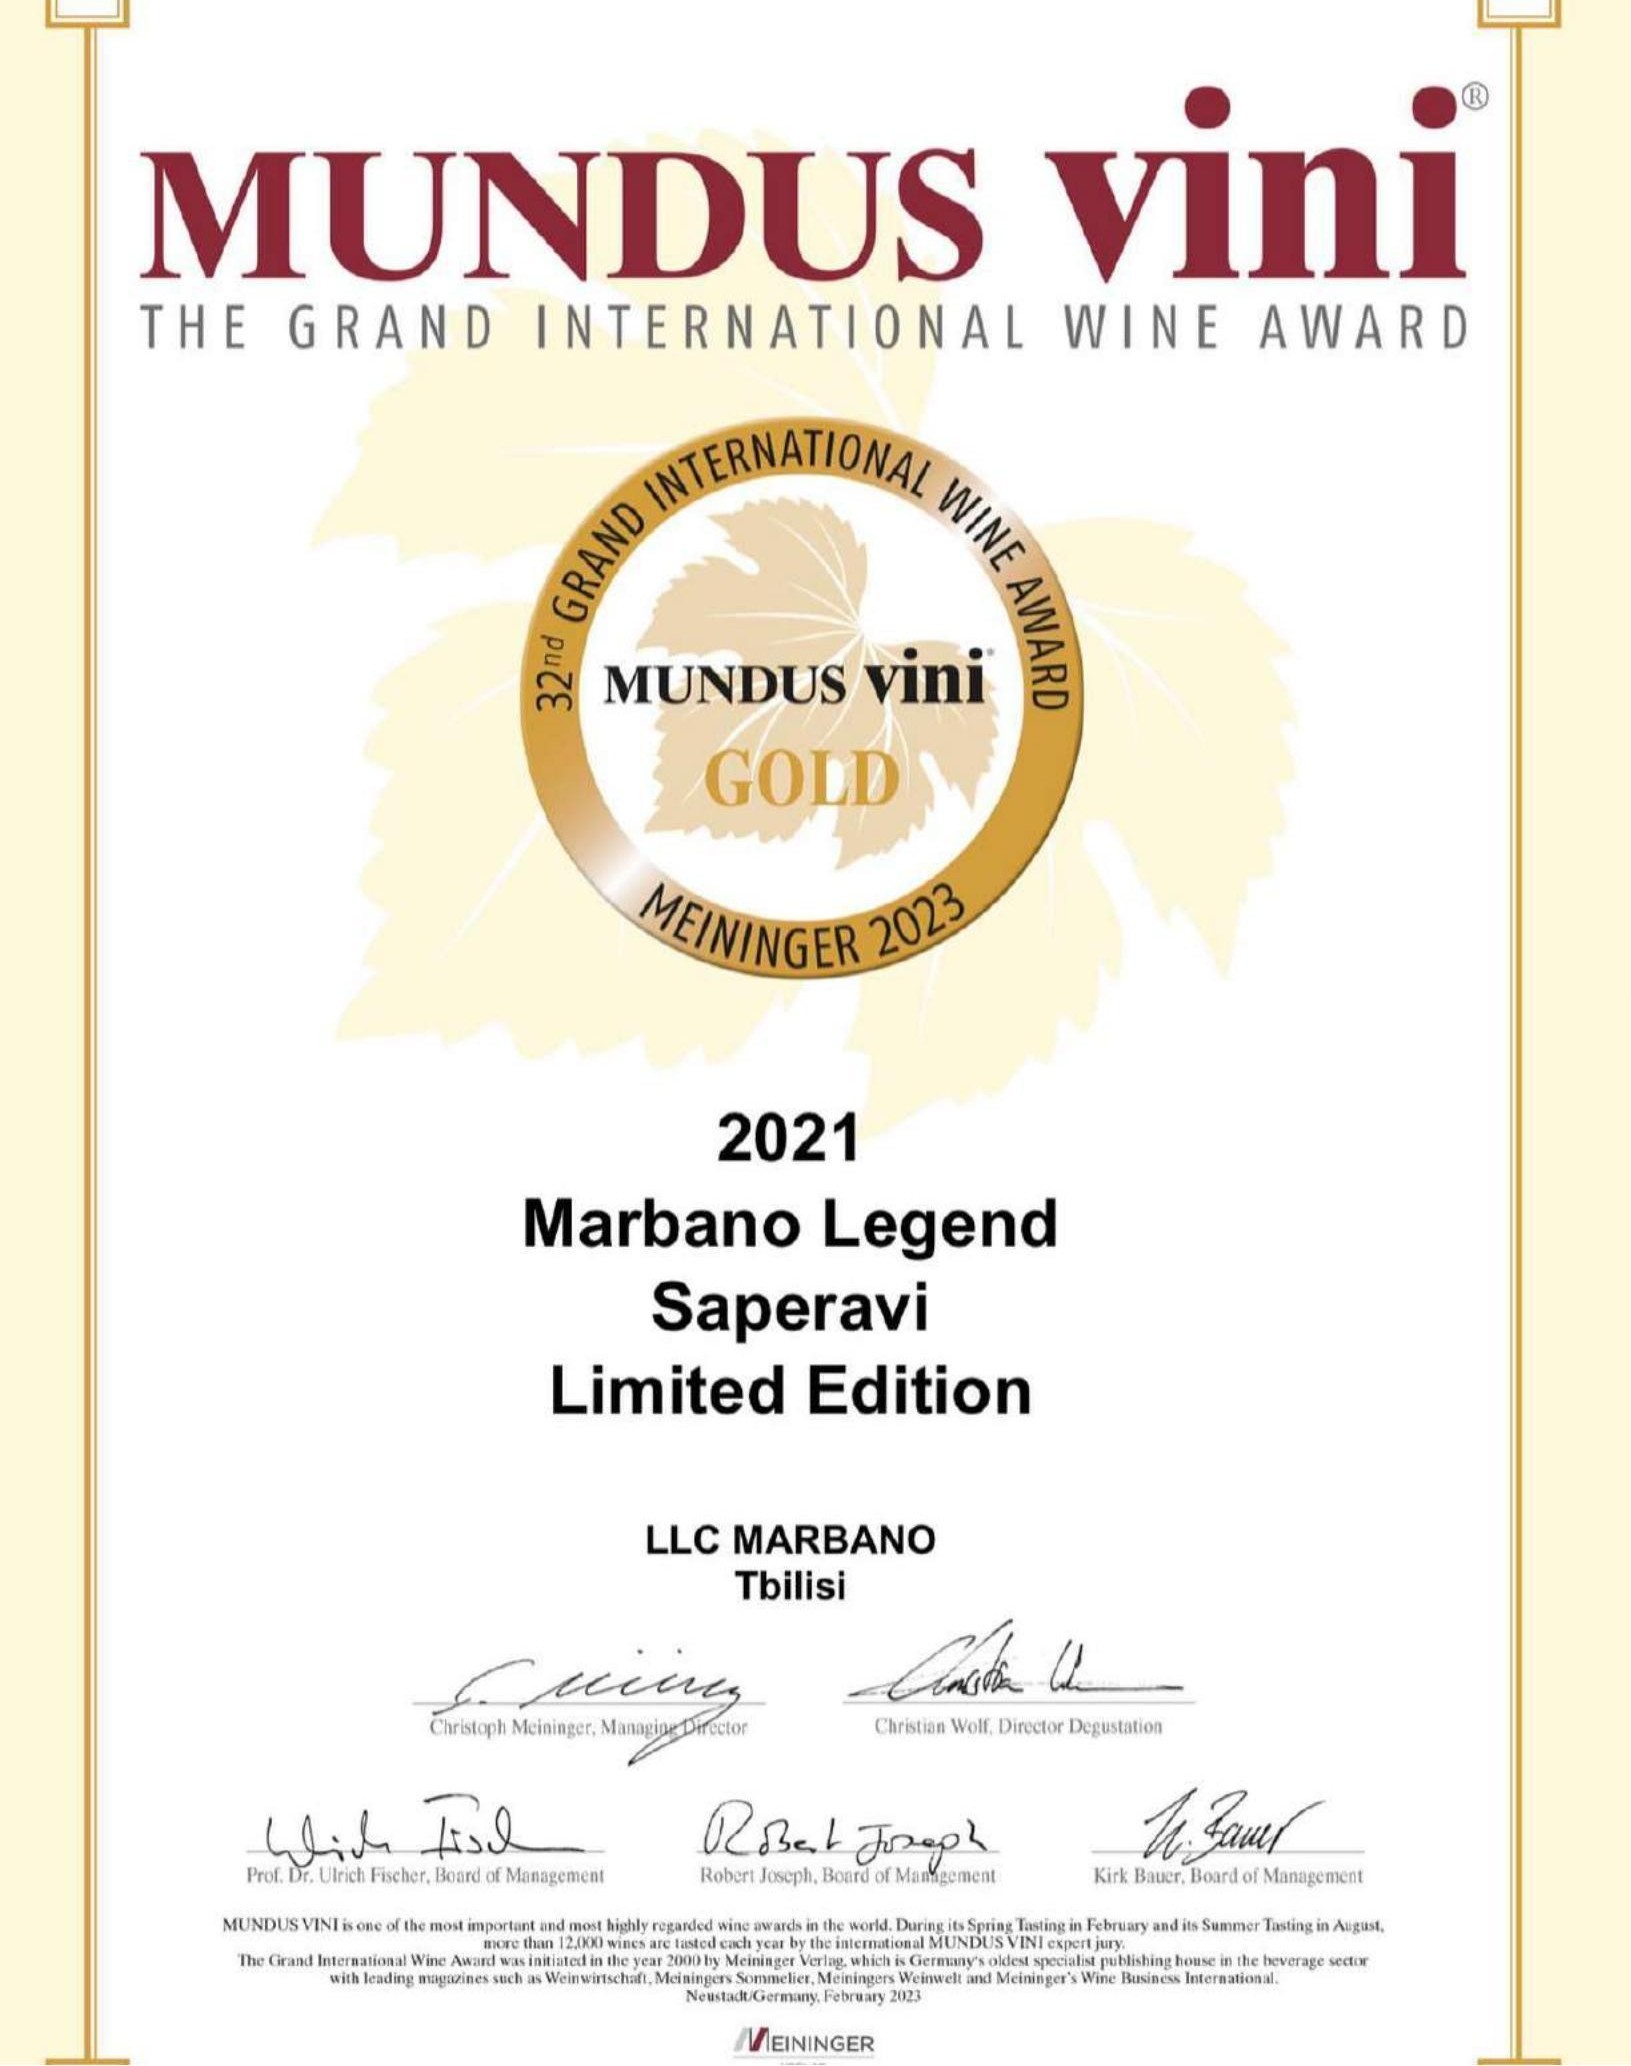 MUNDUS vini®
THE GRAND INTERNATIONAL WINE AWARD
32nd GRAND INTERNATIONAL WINE AWARD
MUNDUS vini®
GOLD
MEININGER 2023
2021
Marbano Legend
Saperavi
Limited Edition
LLC MARBANO
Tbilisi
Christoph Meininger, Managing Director
Christian Wolf, Director Degustation
Robert Joseph
K. Bauer
Prof. Dr. Ulrich Fischer, Board of Management
Robert Joseph, Board of Management
Kirk Bauer, Board of Management
MUNDUS VINI is one of the most important and most highly regarded wine awards in the world. During its Spring Tasting in February and its Summer Tasting in August,
more than 12,000 wines are tasted each year by the international MUNDUS VINI expert jury.
The Grand International Wine Award was initiated in the year 2000 by Meininger Verlag, which is Germany's oldest specialist publishing house in the beverage sector
with leading magazines such as Weinwirtschaft, Meiningers Sommelier, Meiningers Weinwelt and Meininger's Wine Business International.
Neustadt/Germany, February 2023
MEININGER